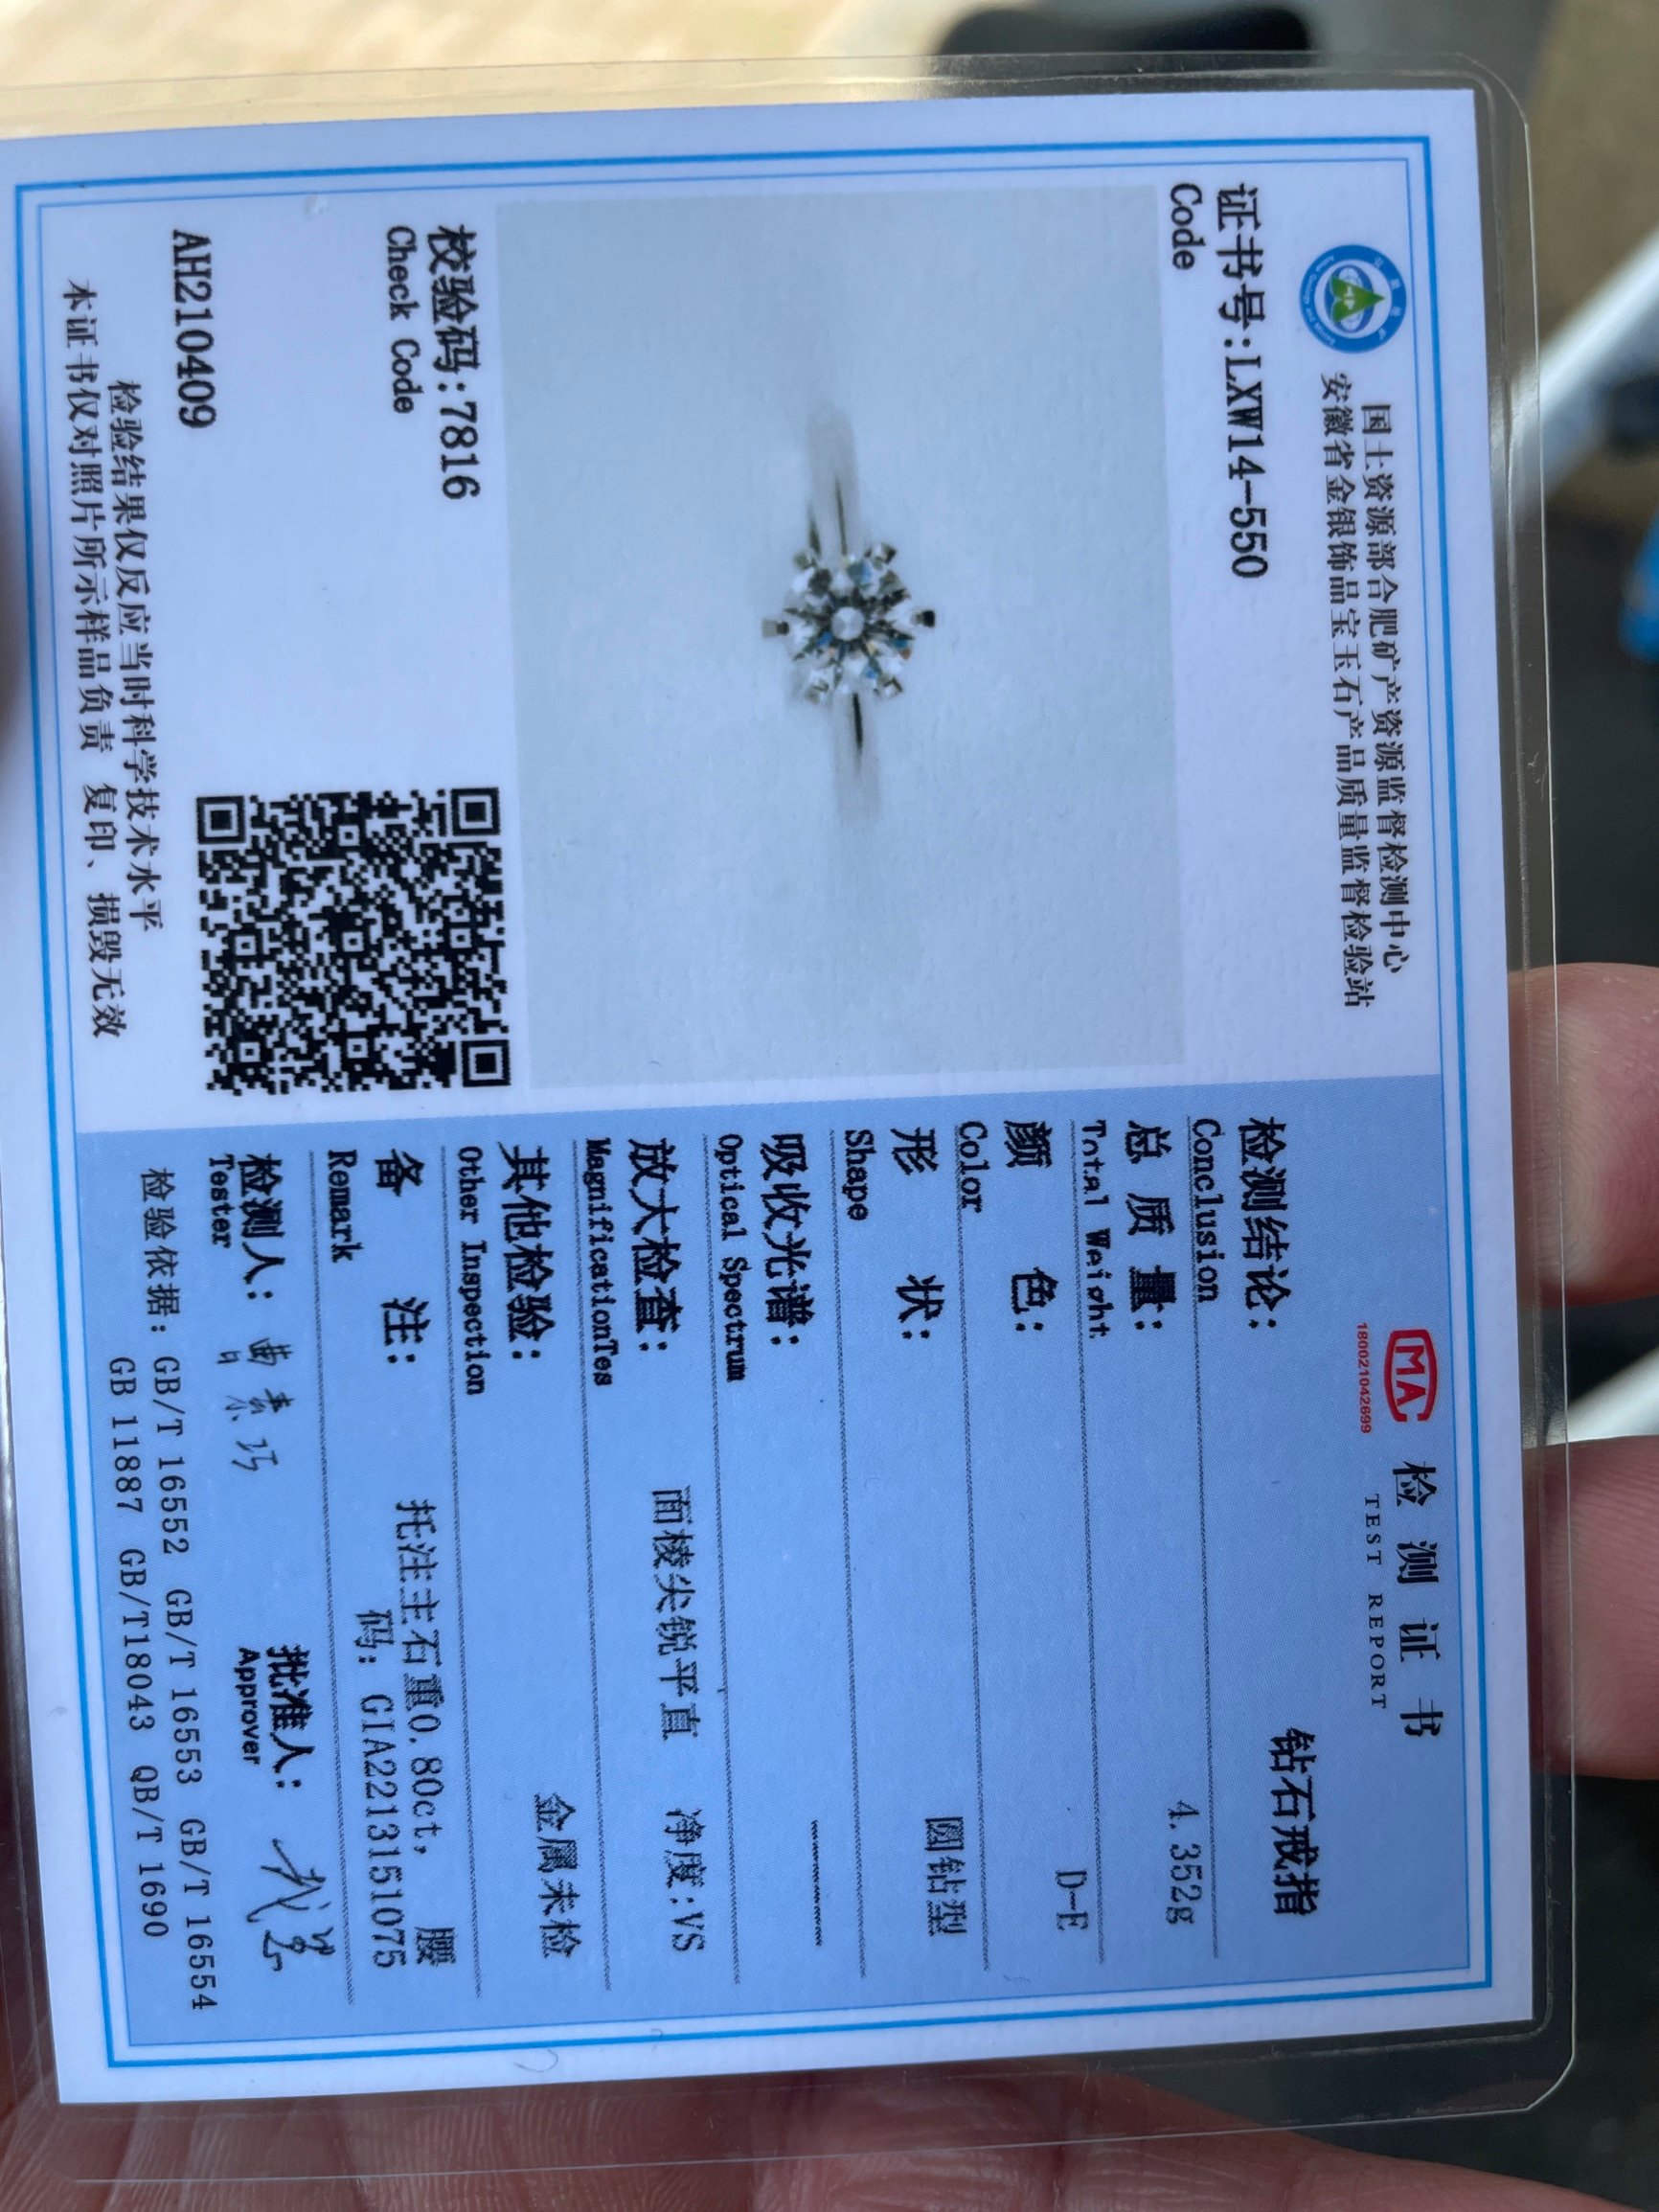 国土资源部合肥矿产资源监督检测中心
安徽省金银饰品宝玉石产品质量监督检验站
证书号:LXW14-550
Code
校验码:7816
Check Code
AH210409
检验结果仅反应当时科学技术水平
本证书仅对照片所示样品负责 复印、损毁无效
MA
180021042699
检测证书
TEST REPORT
检测结论: 钻石戒指
Conclusion
总质量: 4.352g
Total Weight
颜色: D-E
Color
形状: 圆钻型
Shape
吸收光谱: ———
Optical Spectrum
放大检查: 面棱尖锐平直 净度:VS
MagnificationTes
其他检验: 金属未检
Other Inspection
备注: 托注主石重0.80ct, 腰
码: GIA2213151075
Remark
检测人: 曹素巧 批准人:
Tester Approver
检验依据: GB/T 16552 GB/T 16553 GB/T 16554
GB 11887 GB/T18043 QB/T 1690